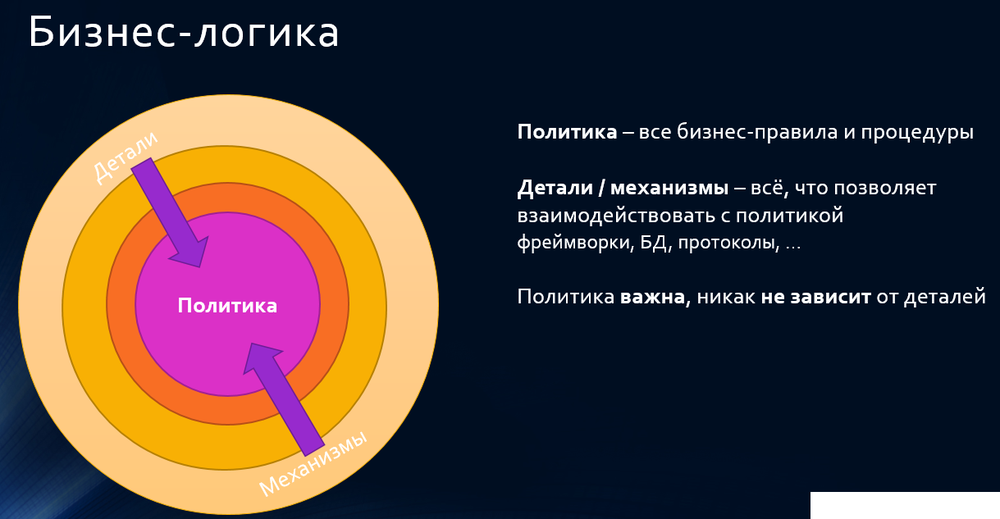 Бизнес-логика
Детали
Политика
Механизмы
Политика – все бизнес-правила и процедуры
Детали / механизмы – всё, что позволяет
взаимодействовать с политикой
фреймворки, БД, протоколы, ...
Политика важна, никак не зависит от деталей